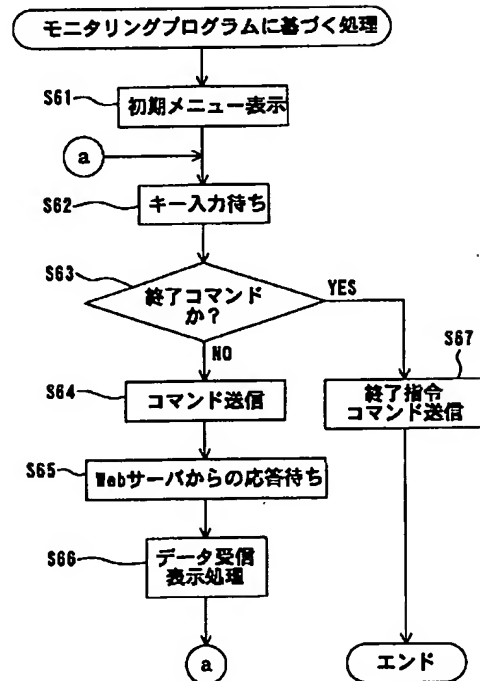 モニタリングプログラムに基づく処理
S61
初期メニュー表示
a
S62
キー入力待ち
S63
終了コマンド
か?
YES
NO
S64
コマンド送信
S67
終了指令
コマンド送信
S65
Webサーバからの応答待ち
S66
データ受信
表示処理
a
エンド